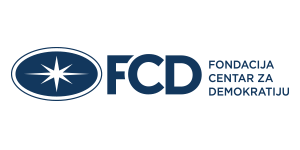 FCD
FONDACIJA
CENTAR ZA
DEMOKRATIJU